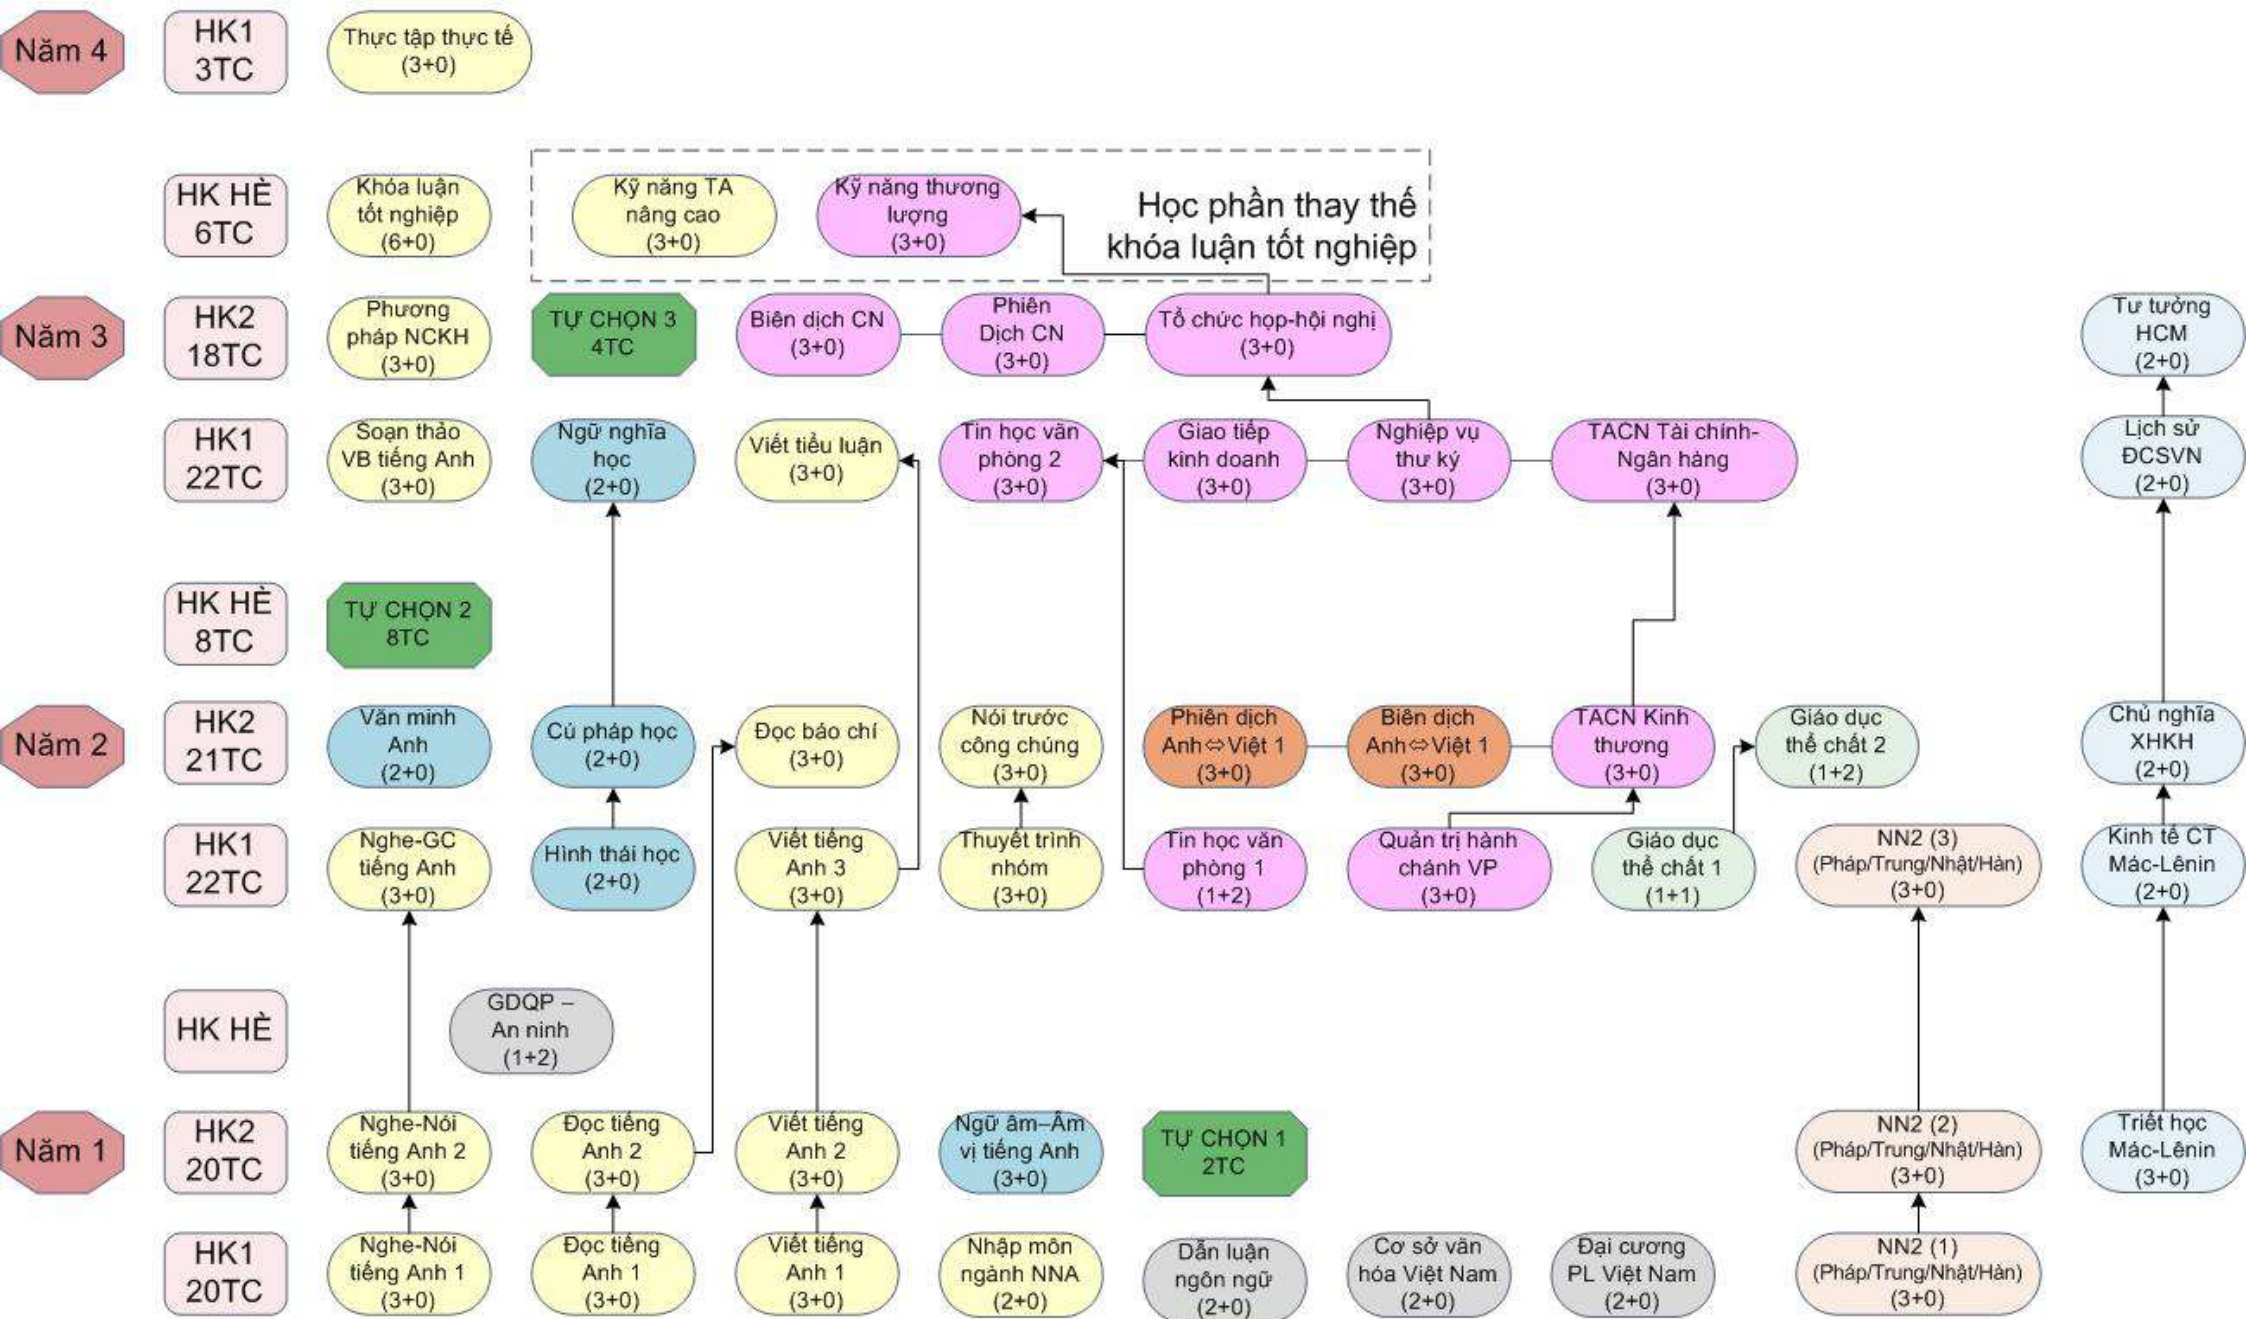 Năm 4
HK1
3TC
Thực tập thực tế
(3+0)
HK HÈ
6TC
Khóa luận
tốt nghiệp
(6+0)
Kỹ năng TA
nâng cao
(3+0)
Kỹ năng thương
lượng
(3+0)
Học phần thay thế
khóa luận tốt nghiệp
Năm 3
HK2
18TC
Phương
pháp NCKH
(3+0)
TỰ CHỌN 3
4TC
Biên dịch CN
(3+0)
Phiên
Dịch CN
(3+0)
Tổ chức họp-hội nghị
(3+0)
Tư tưởng
HCM
(2+0)
HK1
22TC
Soạn thảo
VB tiếng Anh
(3+0)
Ngữ nghĩa
học
(2+0)
Viết tiểu luận
(3+0)
Tin học văn
phòng 2
(3+0)
Giao tiếp
kinh doanh
(3+0)
Nghiệp vụ
thư ký
(3+0)
TACN Tài chính-
Ngân hàng
(3+0)
Lịch sử
ĐCSVN
(2+0)
HK HÈ
8TC
TỰ CHỌN 2
8TC
Năm 2
HK2
21TC
Văn minh
Anh
(2+0)
Cú pháp học
(2+0)
Đọc báo chí
(3+0)
Nói trước
công chúng
(3+0)
Phiên dịch
Anh⇔Việt 1
(3+0)
Biên dịch
Anh⇔Việt 1
(3+0)
TACN Kinh
thương
(3+0)
Giáo dục
thể chất 2
(1+2)
Chủ nghĩa
XHKH
(2+0)
HK1
22TC
Nghe-GC
tiếng Anh
(3+0)
Hình thái học
(2+0)
Viết tiếng
Anh 3
(3+0)
Thuyết trình
nhóm
(3+0)
Tin học văn
phòng 1
(1+2)
Quản trị hành
chánh VP
(3+0)
Giáo dục
thể chất 1
(1+1)
NN2 (3)
(Pháp/Trung/Nhật/Hàn)
(3+0)
Kinh tế CT
Mác-Lênin
(2+0)
HK HÈ
GDQP –
An ninh
(1+2)
Năm 1
HK2
20TC
Nghe-Nói
tiếng Anh 2
(3+0)
Đọc tiếng
Anh 2
(3+0)
Viết tiếng
Anh 2
(3+0)
Ngữ âm–Âm
vị tiếng Anh
(3+0)
TỰ CHỌN 1
2TC
NN2 (2)
(Pháp/Trung/Nhật/Hàn)
(3+0)
Triết học
Mác-Lênin
(3+0)
HK1
20TC
Nghe-Nói
tiếng Anh 1
(3+0)
Đọc tiếng
Anh 1
(3+0)
Viết tiếng
Anh 1
(3+0)
Nhập môn
ngành NNA
(2+0)
Dẫn luận
ngôn ngữ
(2+0)
Cơ sở văn
hóa Việt Nam
(2+0)
Đại cương
PL Việt Nam
(2+0)
NN2 (1)
(Pháp/Trung/Nhật/Hàn)
(3+0)